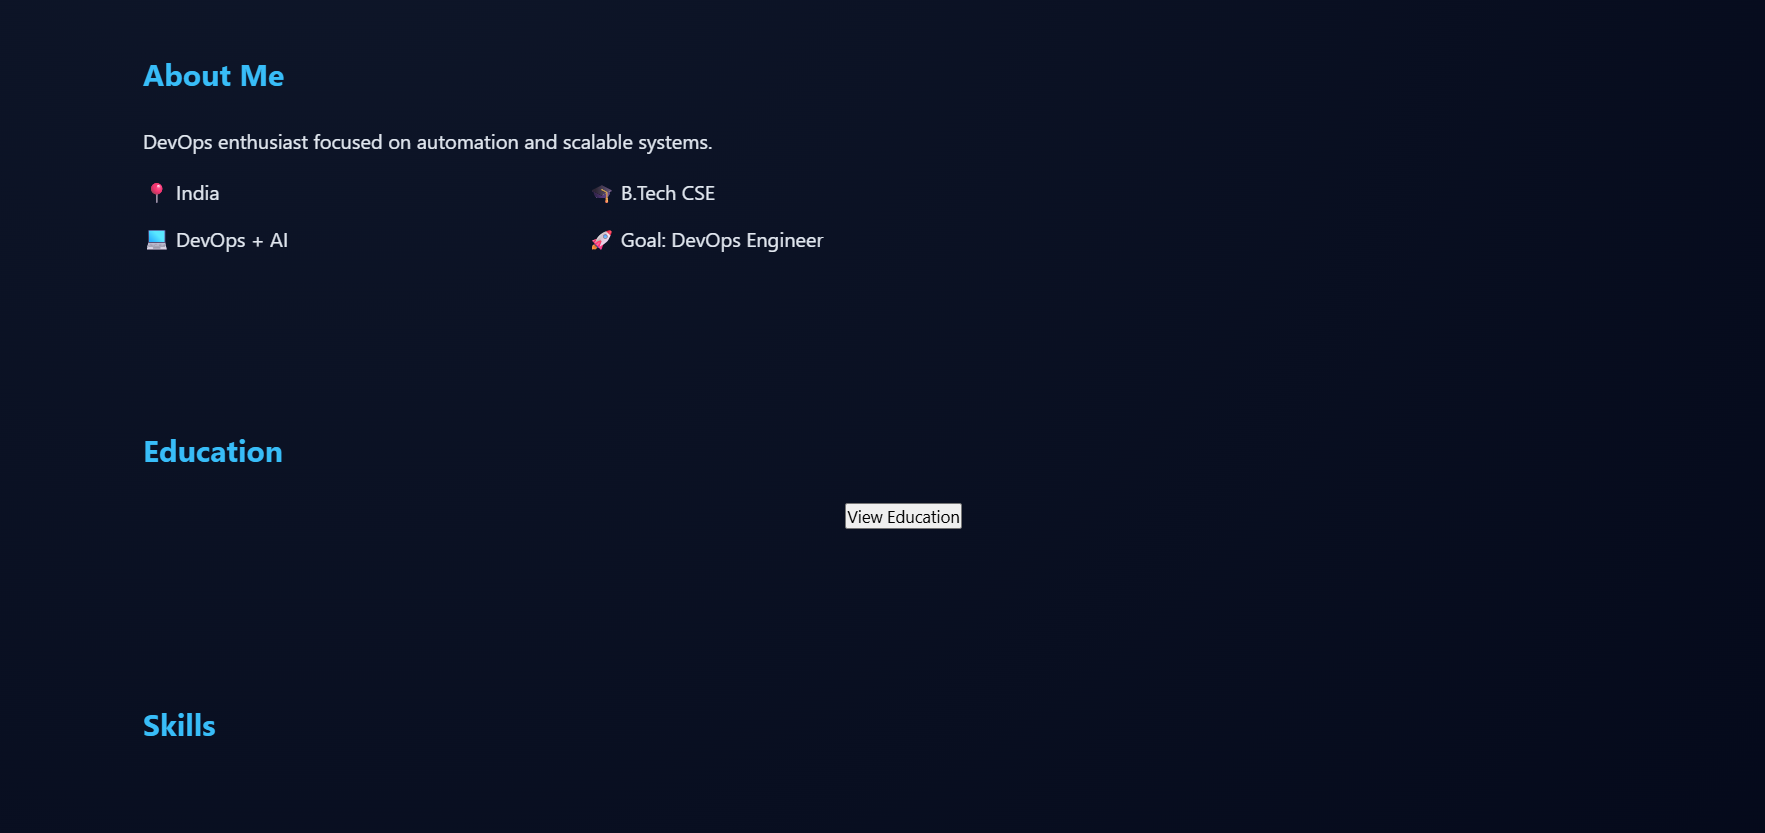 About Me
DevOps enthusiast focused on automation and scalable systems.
📍 India
🎓 B.Tech CSE
💻 DevOps + AI
🚀 Goal: DevOps Engineer
Education
View Education
Skills